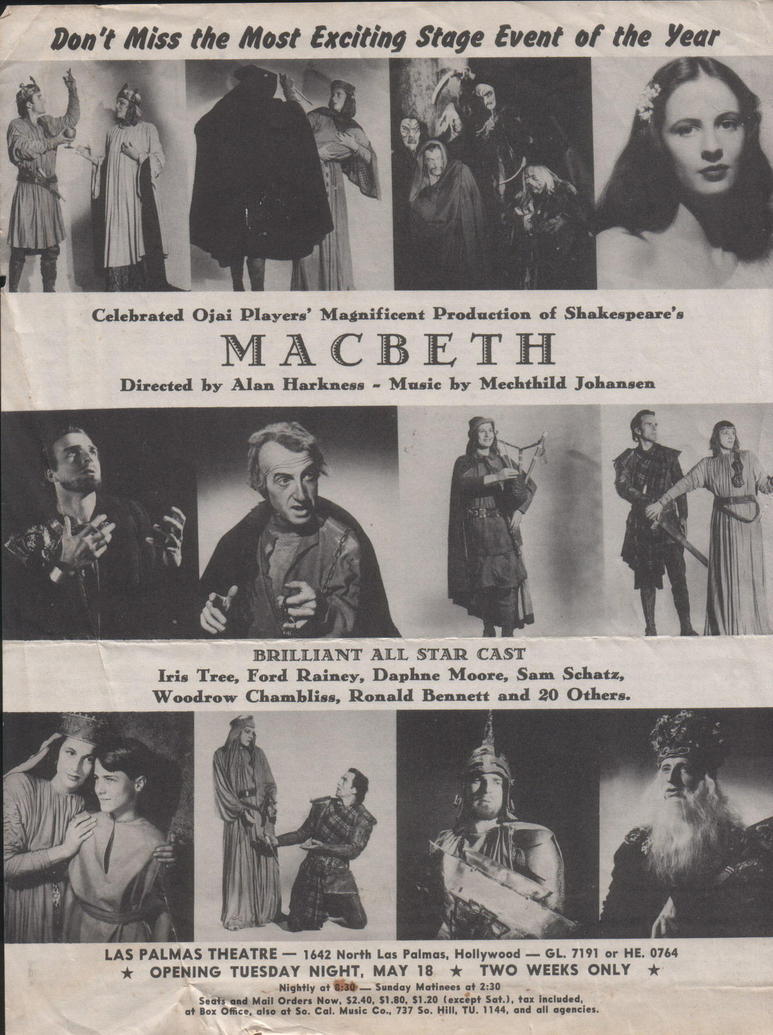 Don't Miss the Most Exciting Stage Event of the Year
Celebrated Ojai Players' Magnificent Production of Shakespeare's
MACBETH
Directed by Alan Harkness - Music by Mechthild Johansen
BRILLIANT ALL STAR CAST
Iris Tree, Ford Rainey, Daphne Moore, Sam Schatz,
Woodrow Chambliss, Ronald Bennett and 20 Others.
LAS PALMAS THEATRE — 1642 North Las Palmas, Hollywood — GL. 7191 or HE. 0764
★ OPENING TUESDAY NIGHT, MAY 18 ★ TWO WEEKS ONLY ★
Nightly at 8:30 — Sunday Matinees at 2:30
Seats and Mail Orders Now, $2.40, $1.80, $1.20 (except Sat.), tax included,
at Box Office, also at So. Cal. Music Co., 737 So. Hill, TU. 1144, and all agencies.